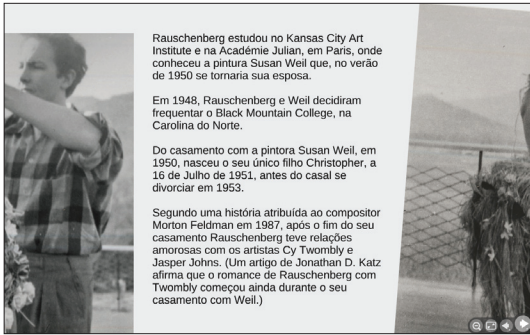 Rauschenberg estudou no Kansas City Art
Institute e na Académie Julian, em Paris, onde
conheceu a pintura Susan Weil que, no verão
de 1950 se tornaria sua esposa.
Em 1948, Rauschenberg e Weil decidiram
frequentar o Black Mountain College, na
Carolina do Norte.
Do casamento com a pintora Susan Weil, em
1950, nasceu o seu único filho Christopher, a
16 de Julho de 1951, antes do casal se
divorciar em 1953.
Segundo uma história atribuída ao compositor
Morton Feldman em 1987, após o fim do seu
casamento Rauschenberg teve relações
amorosas com os artistas Cy Twombly e
Jasper Johns. (Um artigo de Jonathan D. Katz
afirma que o romance de Rauschenberg com
Twombly começou ainda durante o seu
casamento com Weil.)